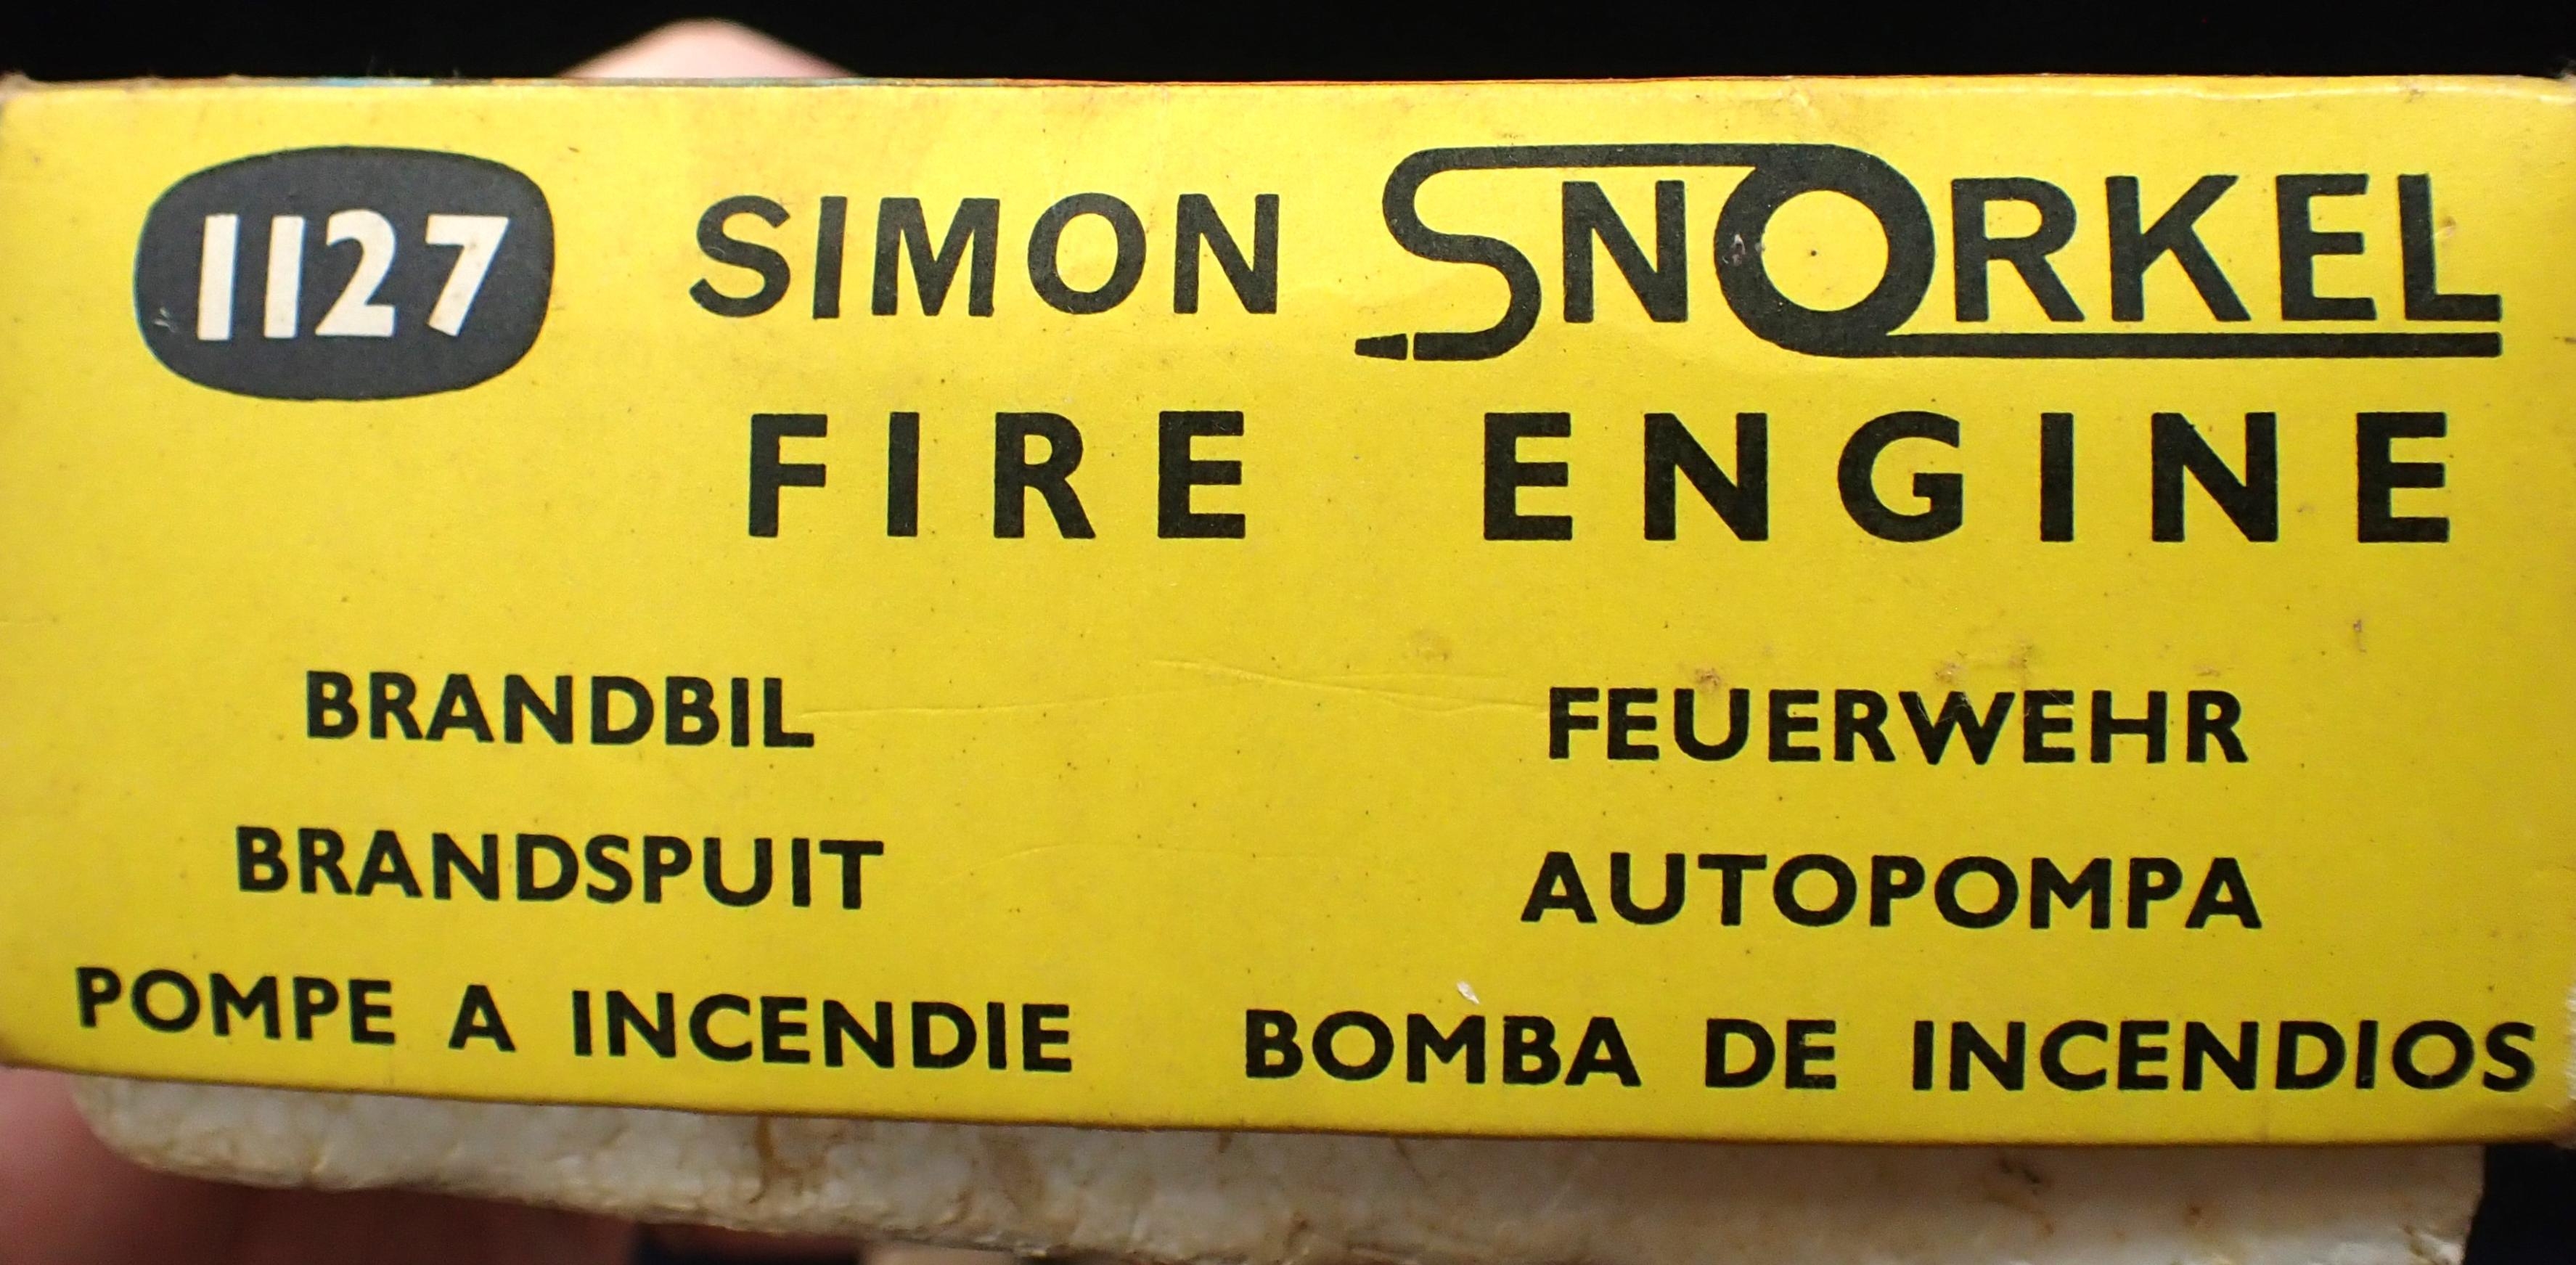 1127
SIMON SNORKEL
FIRE ENGINE
BRANDBIL
FEUERWEHR
BRANDSPUIT
AUTOPOMPA
POMPE A INCENDIE
BOMBA DE INCENDIOS